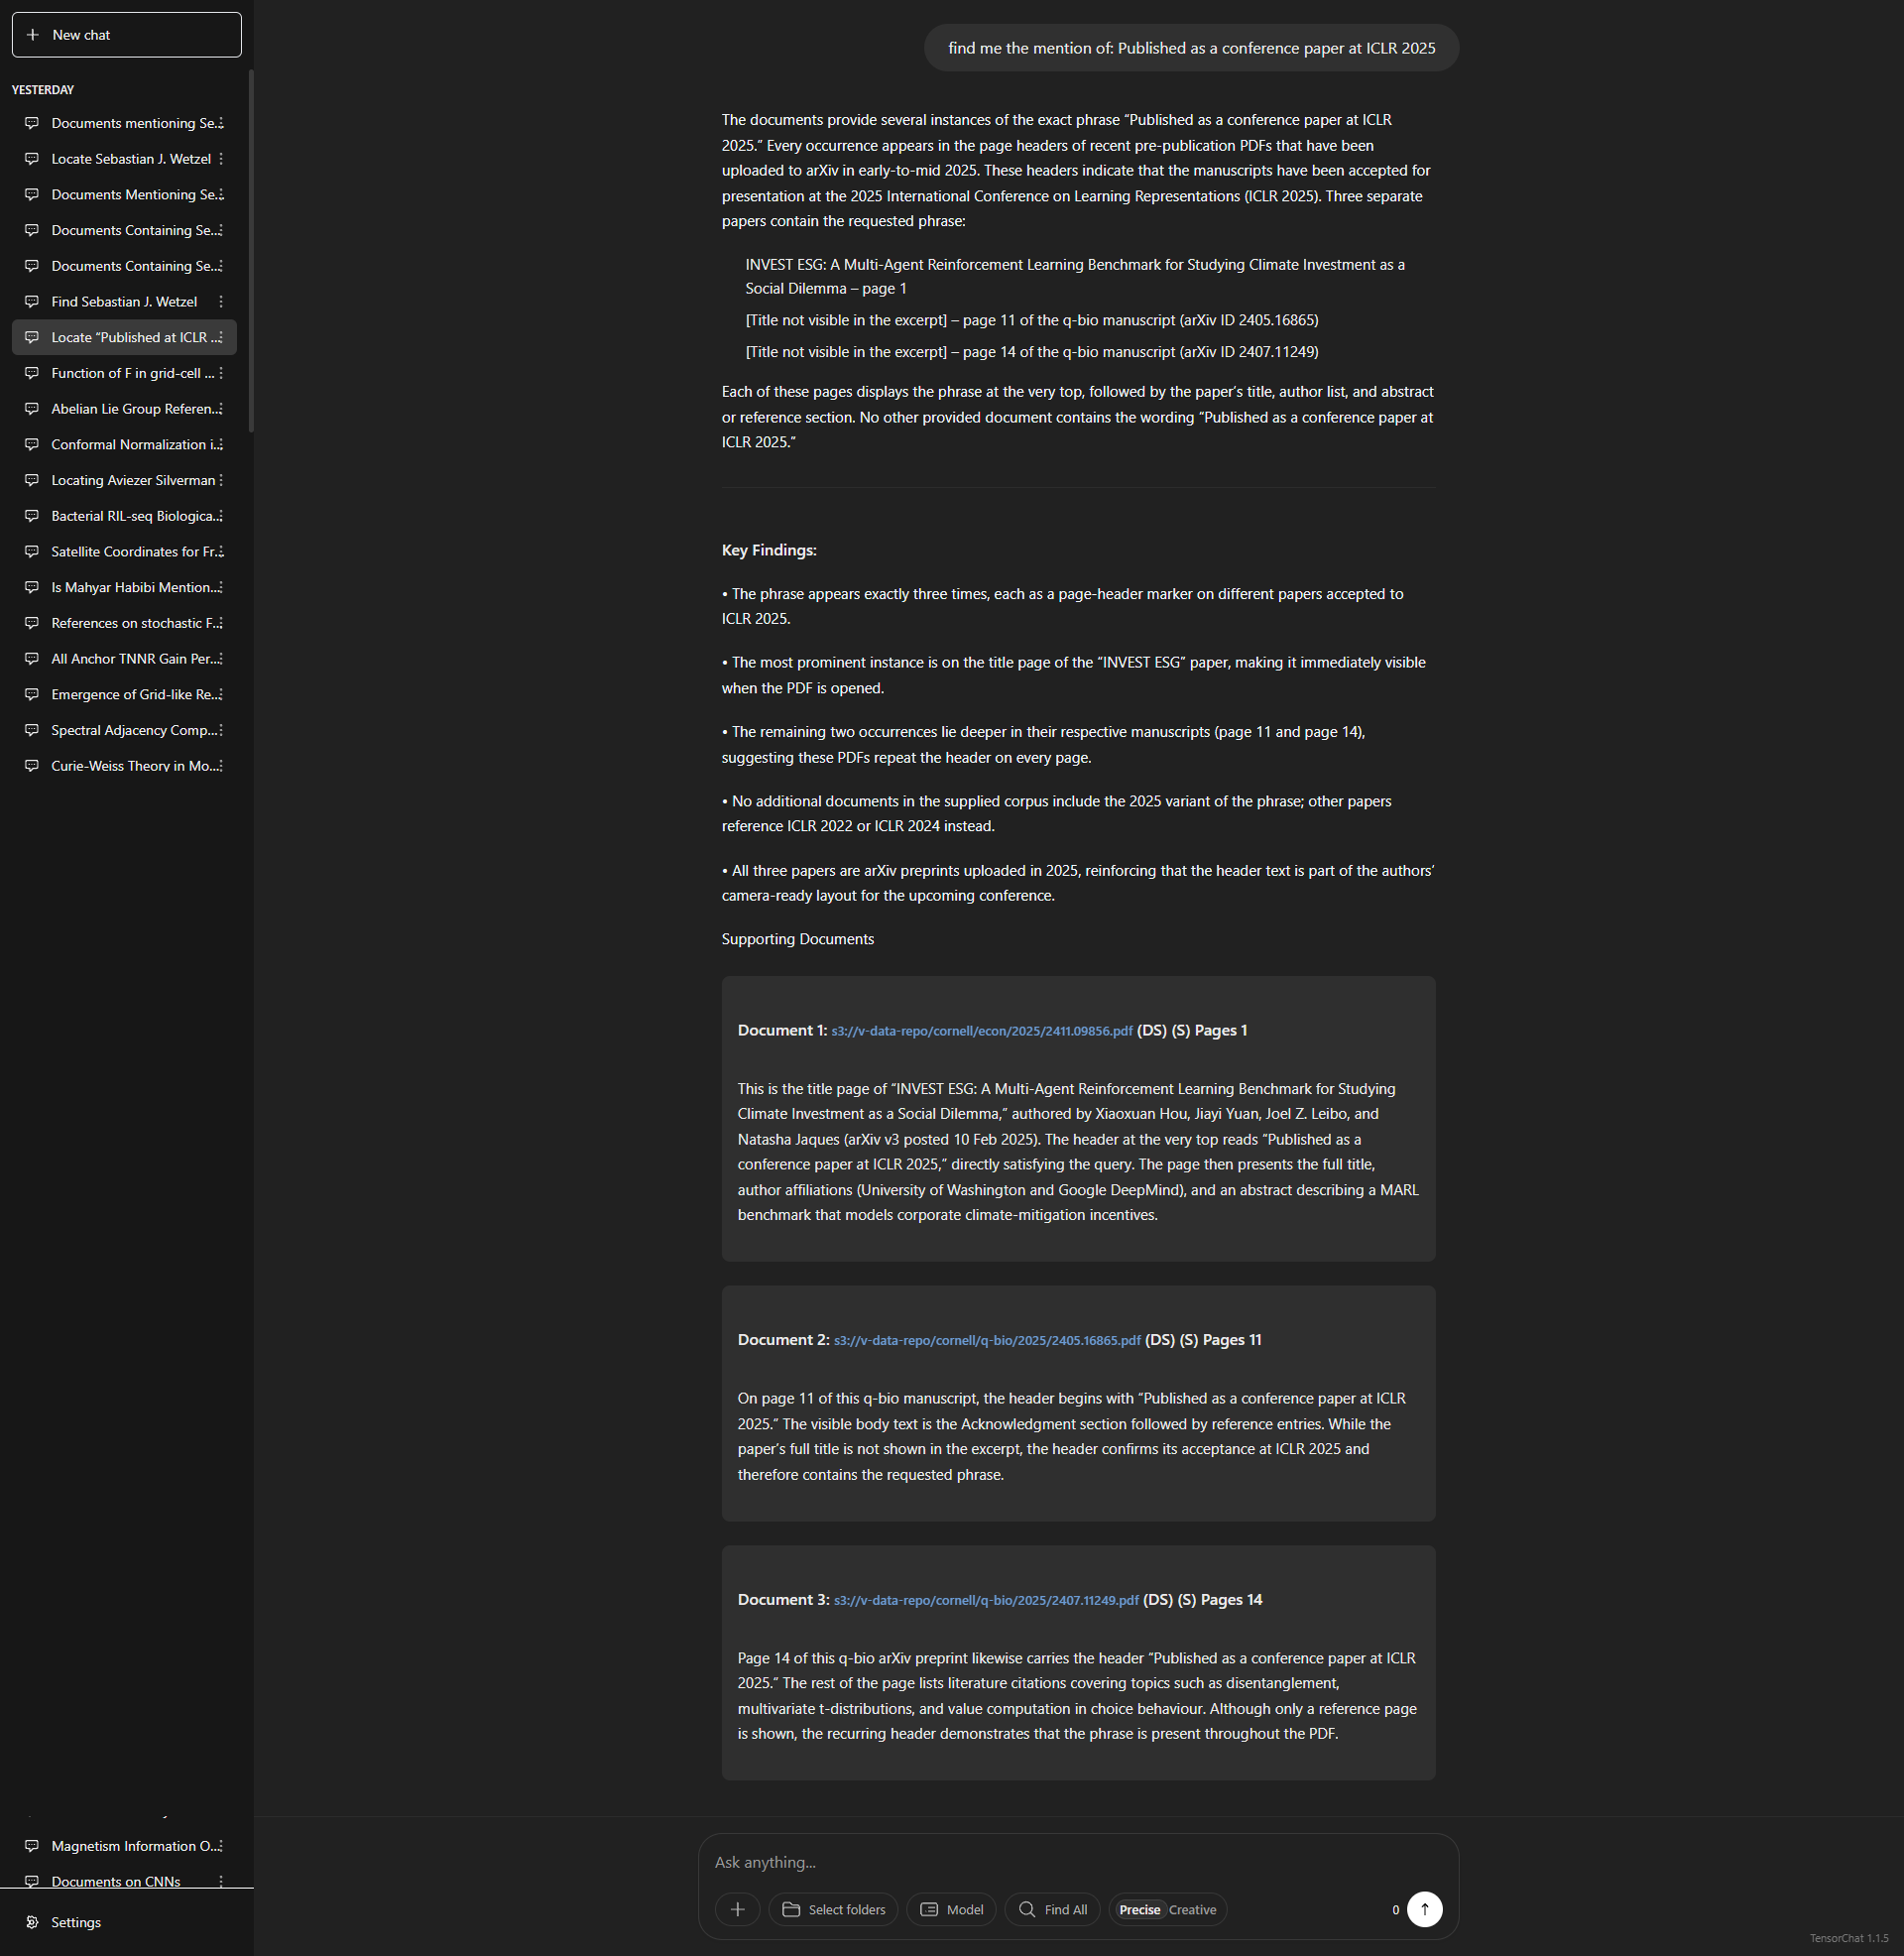 New chat
YESTERDAY
Documents mentioning Se...
Locate Sebastian J. Wetzel
Documents Mentioning Se...
Documents Containing Se...
Documents Containing Se...
Find Sebastian J. Wetzel
Locate “Published at ICLR ...
Function of F in grid-cell ...
Abelian Lie Group Referen...
Conformal Normalization i...
Locating Aviezer Silverman
Bacterial RIL-seq Biologica...
Satellite Coordinates for Fr...
Is Mahyar Habibi Mention...
References on stochastic F...
All Anchor TNNR Gain Per...
Emergence of Grid-like Re...
Spectral Adjacency Comp...
Curie-Weiss Theory in Mo...
Magnetism Information O...
Documents on CNNs
Settings
find me the mention of: Published as a conference paper at ICLR 2025
The documents provide several instances of the exact phrase “Published as a conference paper at ICLR
2025.” Every occurrence appears in the page headers of recent pre-publication PDFs that have been
uploaded to arXiv in early-to-mid 2025. These headers indicate that the manuscripts have been accepted for
presentation at the 2025 International Conference on Learning Representations (ICLR 2025). Three separate
papers contain the requested phrase:
INVEST ESG: A Multi-Agent Reinforcement Learning Benchmark for Studying Climate Investment as a
Social Dilemma – page 1
[Title not visible in the excerpt] – page 11 of the q-bio manuscript (arXiv ID 2405.16865)
[Title not visible in the excerpt] – page 14 of the q-bio manuscript (arXiv ID 2407.11249)
Each of these pages displays the phrase at the very top, followed by the paper’s title, author list, and abstract
or reference section. No other provided document contains the wording “Published as a conference paper at
ICLR 2025.”
Key Findings:
• The phrase appears exactly three times, each as a page-header marker on different papers accepted to
ICLR 2025.
• The most prominent instance is on the title page of the “INVEST ESG” paper, making it immediately visible
when the PDF is opened.
• The remaining two occurrences lie deeper in their respective manuscripts (page 11 and page 14),
suggesting these PDFs repeat the header on every page.
• No additional documents in the supplied corpus include the 2025 variant of the phrase; other papers
reference ICLR 2022 or ICLR 2024 instead.
• All three papers are arXiv preprints uploaded in 2025, reinforcing that the header text is part of the authors’
camera-ready layout for the upcoming conference.
Supporting Documents
Document 1: s3://v-data-repo/cornell/econ/2025/2411.09856.pdf (DS) (S) Pages 1
This is the title page of “INVEST ESG: A Multi-Agent Reinforcement Learning Benchmark for Studying
Climate Investment as a Social Dilemma,” authored by Xiaoxuan Hou, Jiayi Yuan, Joel Z. Leibo, and
Natasha Jaques (arXiv v3 posted 10 Feb 2025). The header at the very top reads “Published as a
conference paper at ICLR 2025,” directly satisfying the query. The page then presents the full title,
author affiliations (University of Washington and Google DeepMind), and an abstract describing a MARL
benchmark that models corporate climate-mitigation incentives.
Document 2: s3://v-data-repo/cornell/q-bio/2025/2405.16865.pdf (DS) (S) Pages 11
On page 11 of this q-bio manuscript, the header begins with “Published as a conference paper at ICLR
2025.” The visible body text is the Acknowledgment section followed by reference entries. While the
paper’s full title is not shown in the excerpt, the header confirms its acceptance at ICLR 2025 and
therefore contains the requested phrase.
Document 3: s3://v-data-repo/cornell/q-bio/2025/2407.11249.pdf (DS) (S) Pages 14
Page 14 of this q-bio arXiv preprint likewise carries the header “Published as a conference paper at ICLR
2025.” The rest of the page lists literature citations covering topics such as disentanglement,
multivariate t-distributions, and value computation in choice behaviour. Although only a reference page
is shown, the recurring header demonstrates that the phrase is present throughout the PDF.
Ask anything...
Select folders
Model
Find All
Precise Creative
0
TensorChat 1.1.5